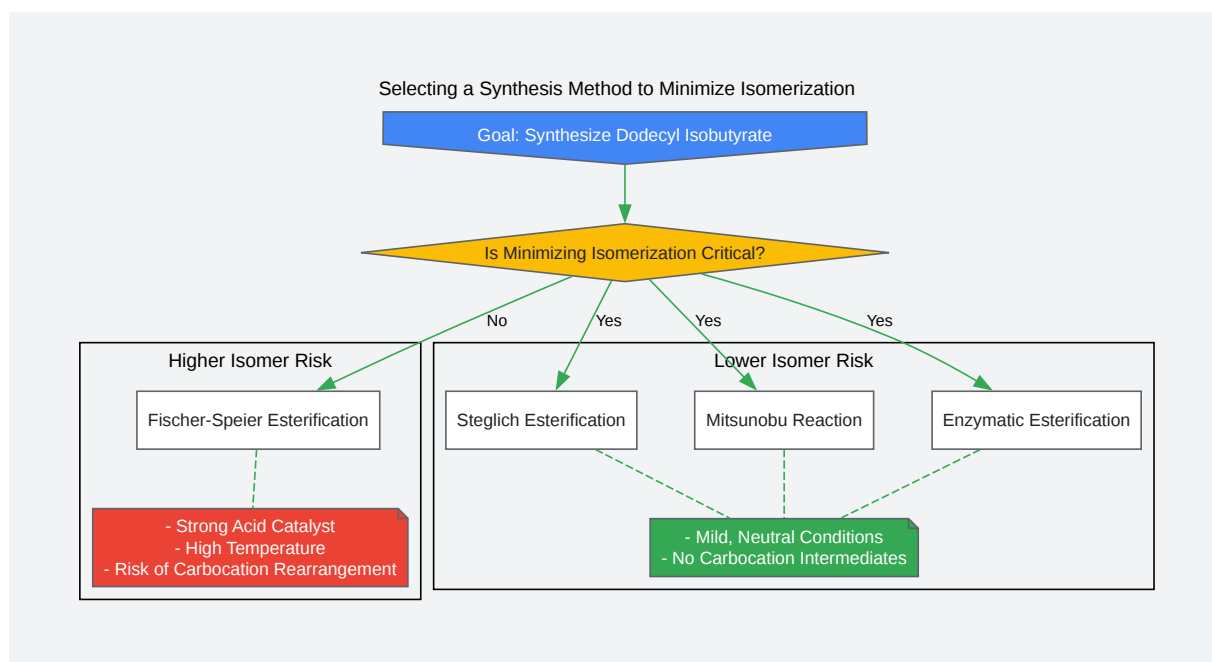 Selecting a Synthesis Method to Minimize Isomerization
Goal: Synthesize Dodecyl Isobutyrate
Is Minimizing Isomerization Critical?
No
Yes
Yes
Yes
Higher Isomer Risk
Fischer-Speier Esterification
- Strong Acid Catalyst
- High Temperature
- Risk of Carbocation Rearrangement
Lower Isomer Risk
Steglich Esterification
Mitsunobu Reaction
Enzymatic Esterification
- Mild, Neutral Conditions
- No Carbocation Intermediates